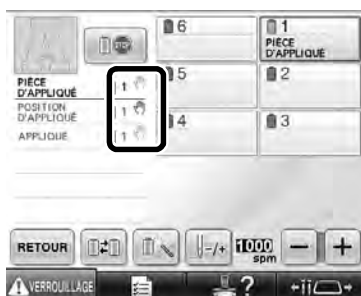 STOP
6
1
PIÈCE
D'APPLIQUÉ
PIÈCE
D'APPLIQUÉ
1
5
2
POSITION
D'APPLIQUÉ
1
4
3
APPLIQUÉ
1
RETOUR
-/+
1000
spm
−
+
VERROUILLAGE
?